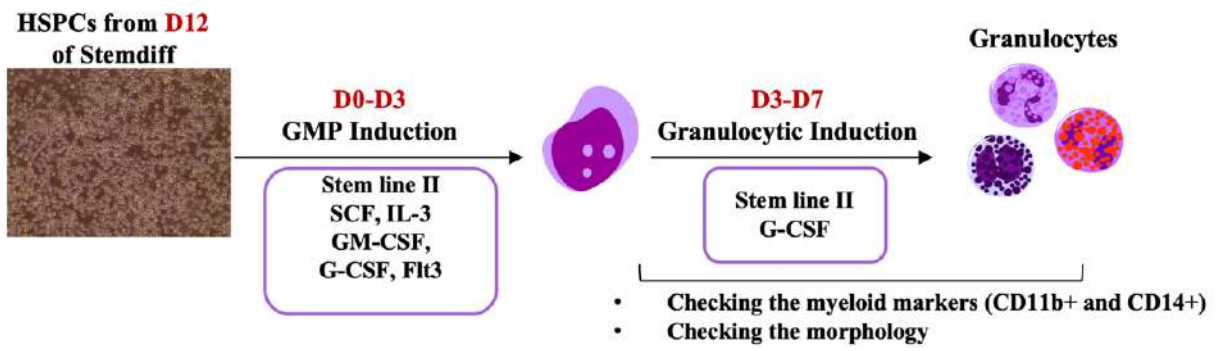 HSPCs from D12
of Stemdiff
D0-D3
GMP Induction
Stem line II
SCF, IL-3
GM-CSF,
G-CSF, Flt3
D3-D7
Granulocytic Induction
Stem line II
G-CSF
Granulocytes
• Checking the myeloid markers (CD11b+ and CD14+)
• Checking the morphology